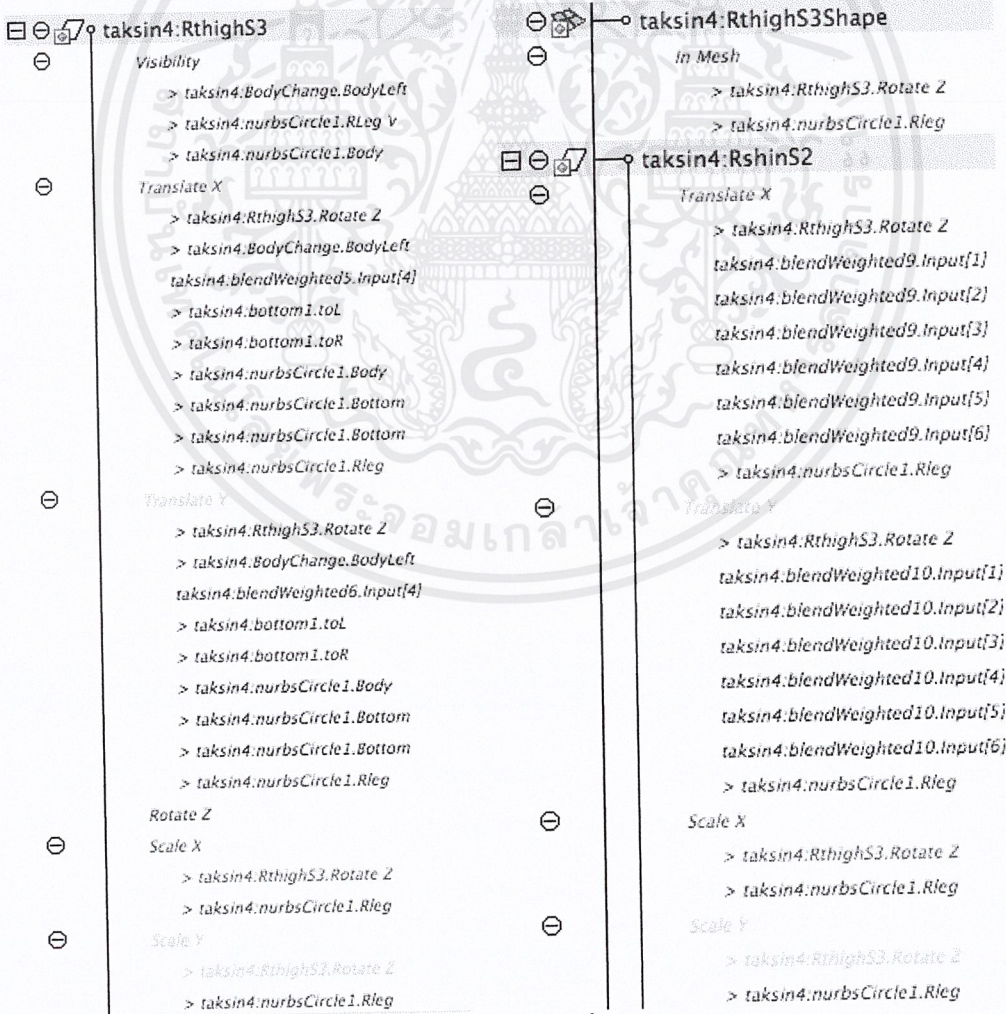 taksin4:RthighS3
Visibility
> taksin4:BodyChange.BodyLeft
> taksin4:nurbsCircle1.RLeg v
> taksin4:nurbsCircle1.Body
Translate X
> taksin4:RthighS3.Rotate Z
> taksin4:BodyChange.BodyLeft
taksin4:blendWeighted5.Input[4]
> taksin4:bottom1.toL
> taksin4:bottom1.toR
> taksin4:nurbsCircle1.Body
> taksin4:nurbsCircle1.Bottom
> taksin4:nurbsCircle1.Bottom
> taksin4:nurbsCircle1.Rleg
Translate Y
> taksin4:RthighS3.Rotate Z
> taksin4:BodyChange.BodyLeft
taksin4:blendWeighted6.Input[4]
> taksin4:bottom1.toL
> taksin4:bottom1.toR
> taksin4:nurbsCircle1.Body
> taksin4:nurbsCircle1.Bottom
> taksin4:nurbsCircle1.Bottom
> taksin4:nurbsCircle1.Rleg
Rotate Z
Scale X
> taksin4:RthighS3.Rotate Z
> taksin4:nurbsCircle1.Rleg
Scale Y
> taksin4:RthighS3.Rotate Z
> taksin4:nurbsCircle1.Rleg
taksin4:RthighS3Shape
In Mesh
> taksin4:RthighS3.Rotate Z
> taksin4:nurbsCircle1.Rleg
taksin4:RshinS2
Translate X
> taksin4:RthighS3.Rotate Z
taksin4:blendWeighted9.Input[1]
taksin4:blendWeighted9.Input[2]
taksin4:blendWeighted9.Input[3]
taksin4:blendWeighted9.Input[4]
taksin4:blendWeighted9.Input[5]
taksin4:blendWeighted9.Input[6]
> taksin4:nurbsCircle1.Rleg
Translate Y
> taksin4:RthighS3.Rotate Z
taksin4:blendWeighted10.Input[1]
taksin4:blendWeighted10.Input[2]
taksin4:blendWeighted10.Input[3]
taksin4:blendWeighted10.Input[4]
taksin4:blendWeighted10.Input[5]
taksin4:blendWeighted10.Input[6]
> taksin4:nurbsCircle1.Rleg
Scale X
> taksin4:RthighS3.Rotate Z
> taksin4:nurbsCircle1.Rleg
Scale Y
> taksin4:RthighS3.Rotate Z
> taksin4:nurbsCircle1.Rleg